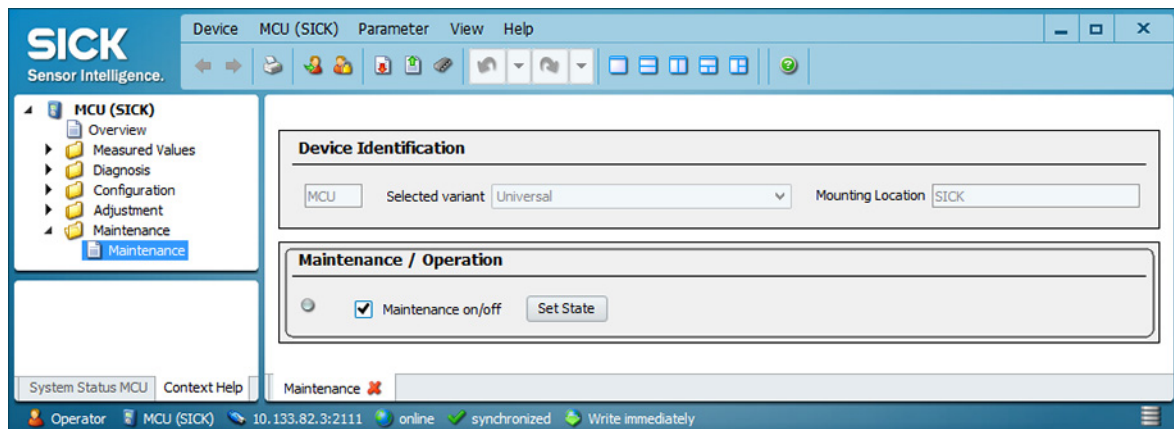 SICK
Sensor Intelligence.
Device MCU (SICK) Parameter View Help
MCU (SICK)
Overview
Measured Values
Diagnosis
Configuration
Adjustment
Maintenance
Maintenance
System Status MCU Context Help
Device Identification
MCU Selected variant Universal Mounting Location SICK
Maintenance / Operation
Maintenance on/off Set State
Maintenance
Operator MCU (SICK) 10.133.82.3:2111 online synchronized Write immediately